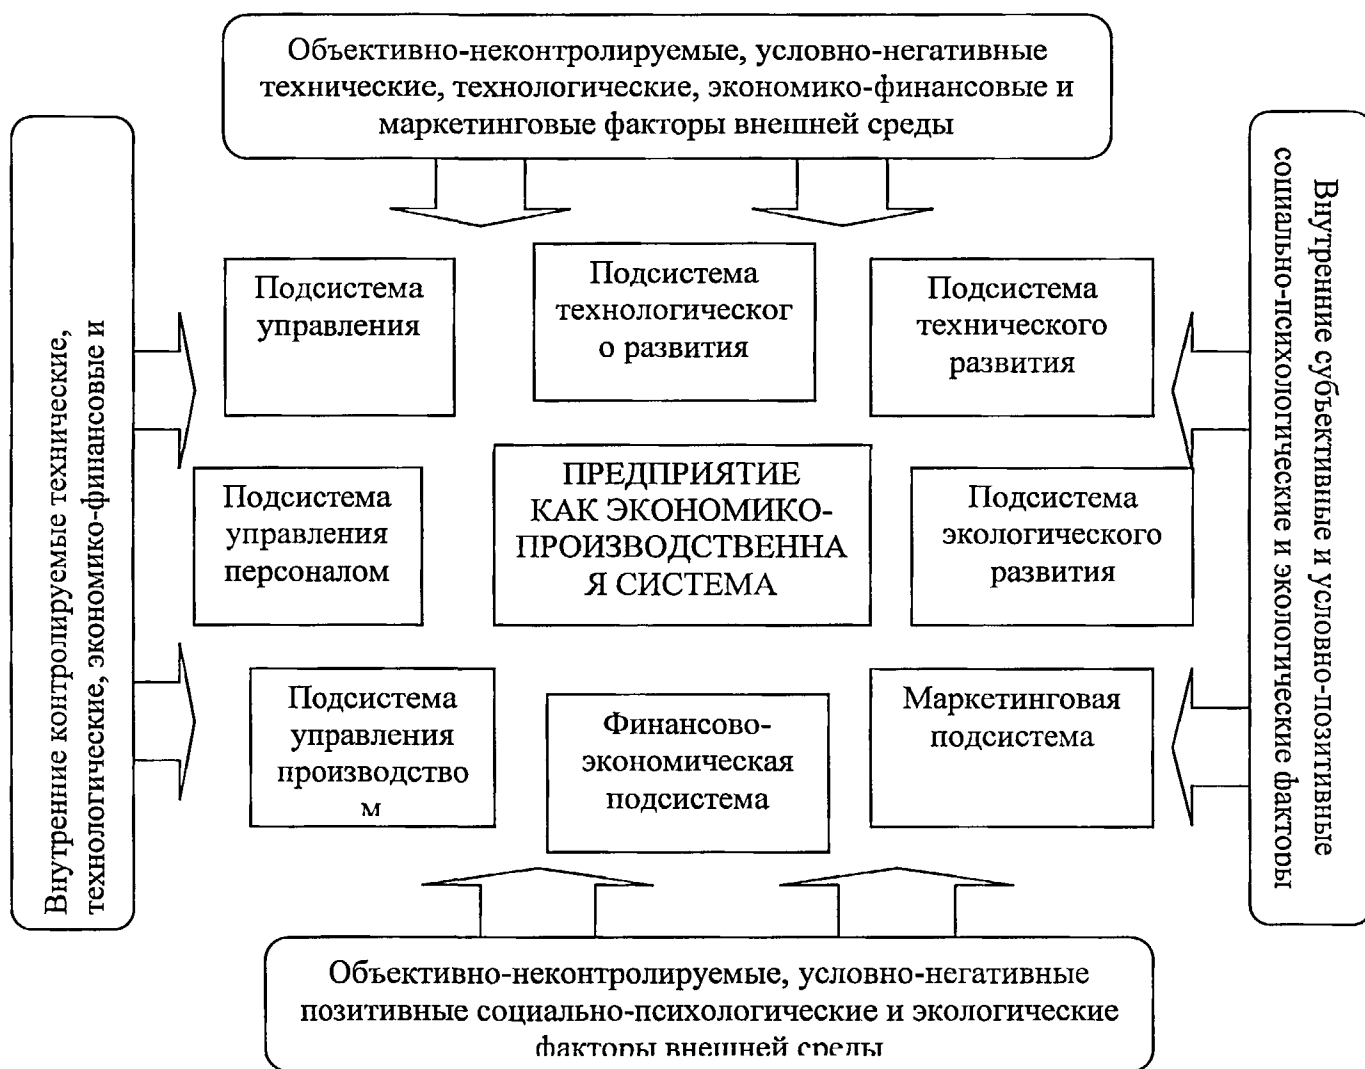 Объективно-неконтролируемые, условно-негативные
технические, технологические, экономико-финансовые и
маркетинговые факторы внешней среды
Внутренние контролируемые технические,
технологические, экономико-финансовые и
Подсистема
управления
Подсистема
технологическог
о развития
Подсистема
технического
развития
Подсистема
управления
персоналом
ПРЕДПРИЯТИЕ
КАК ЭКОНОМИКО-
ПРОИЗВОДСТВЕННА
Я СИСТЕМА
Подсистема
экологического
развития
Подсистема
управления
производство
м
Финансово-
экономическая
подсистема
Маркетинговая
подсистема
Внутренние субъективные и условно-позитивные
социально-психологические и экологические факторы
Объективно-неконтролируемые, условно-негативные
позитивные социально-психологические и экологические
факторы внешней среды